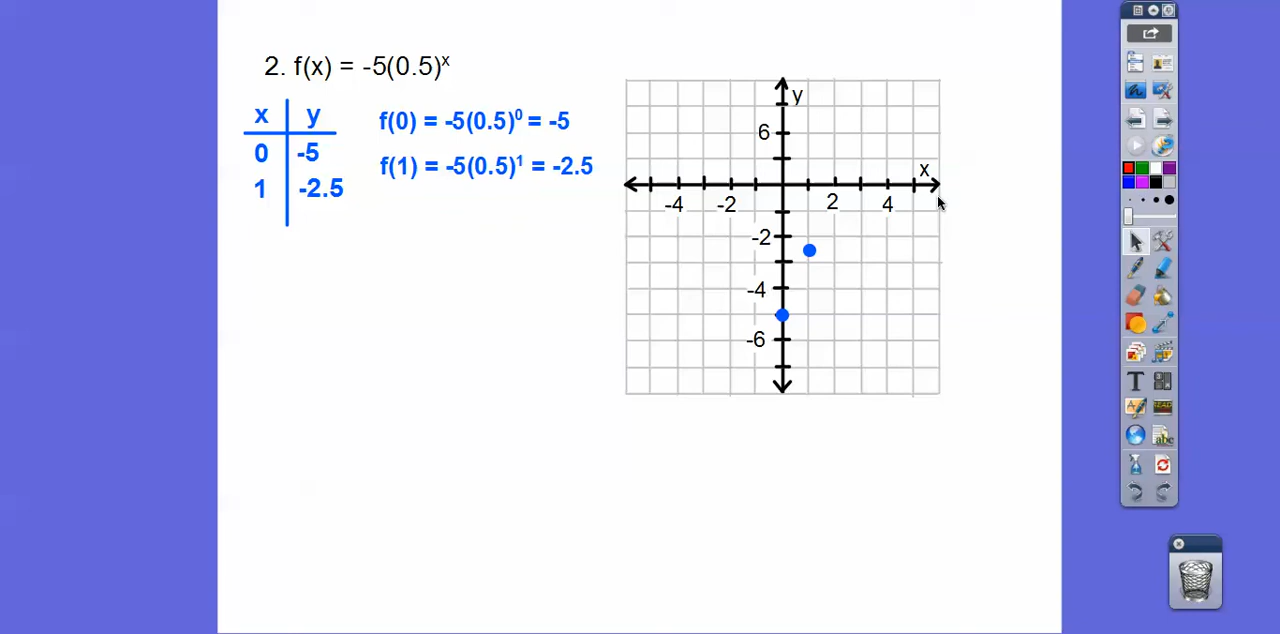 2. f(x) = -5(0.5)ˣ
x y
0 -5
1 -2.5
f(0) = -5(0.5)⁰ = -5
f(1) = -5(0.5)¹ = -2.5
y
6
x
-4 -2 2 4
-2
-4
-6